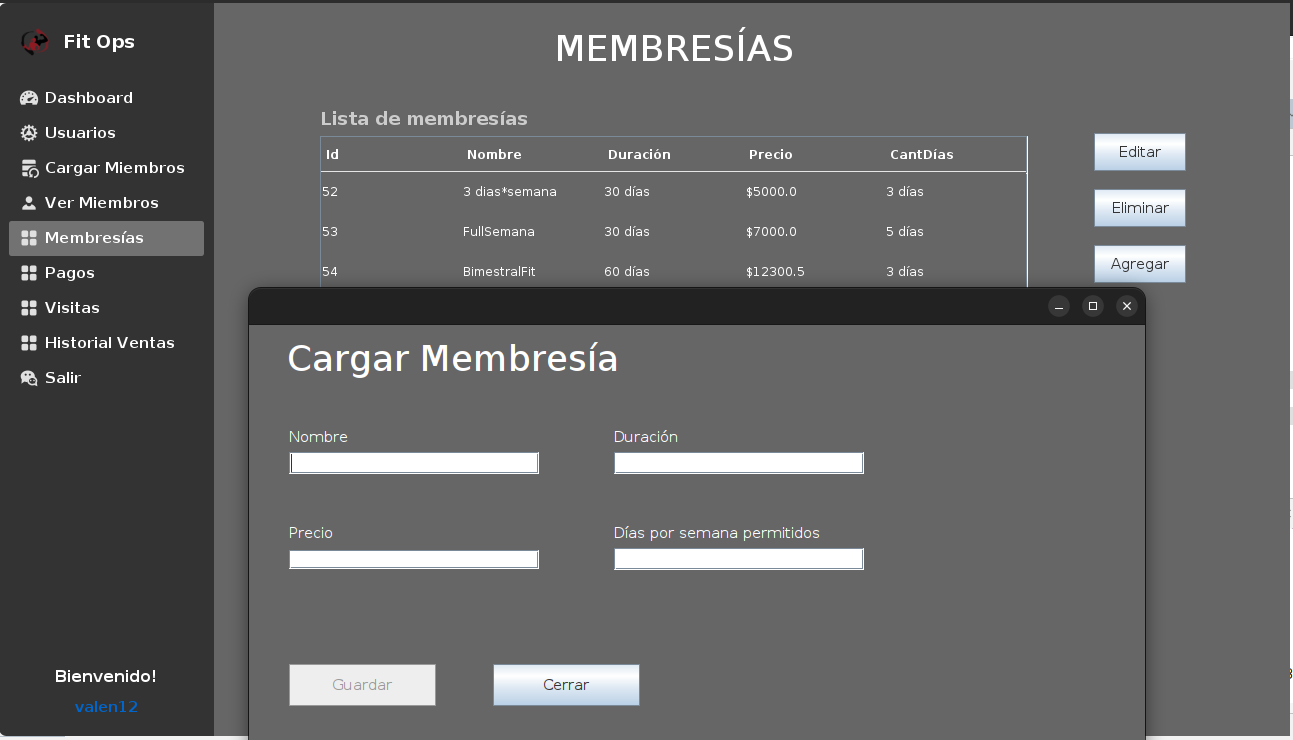 Fit Ops
Dashboard
Usuarios
Cargar Miembros
Ver Miembros
Membresías
Pagos
Visitas
Historial Ventas
Salir
Bienvenido!
valen12
MEMBRESÍAS
Lista de membresías
Id Nombre Duración Precio CantDías
52 3 dias*semana 30 días $5000.0 3 días
53 FullSemana 30 días $7000.0 5 días
54 BimestralFit 60 días $12300.5 3 días
Editar
Eliminar
Agregar
Cargar Membresía
Nombre Duración
Precio Días por semana permitidos
Guardar Cerrar